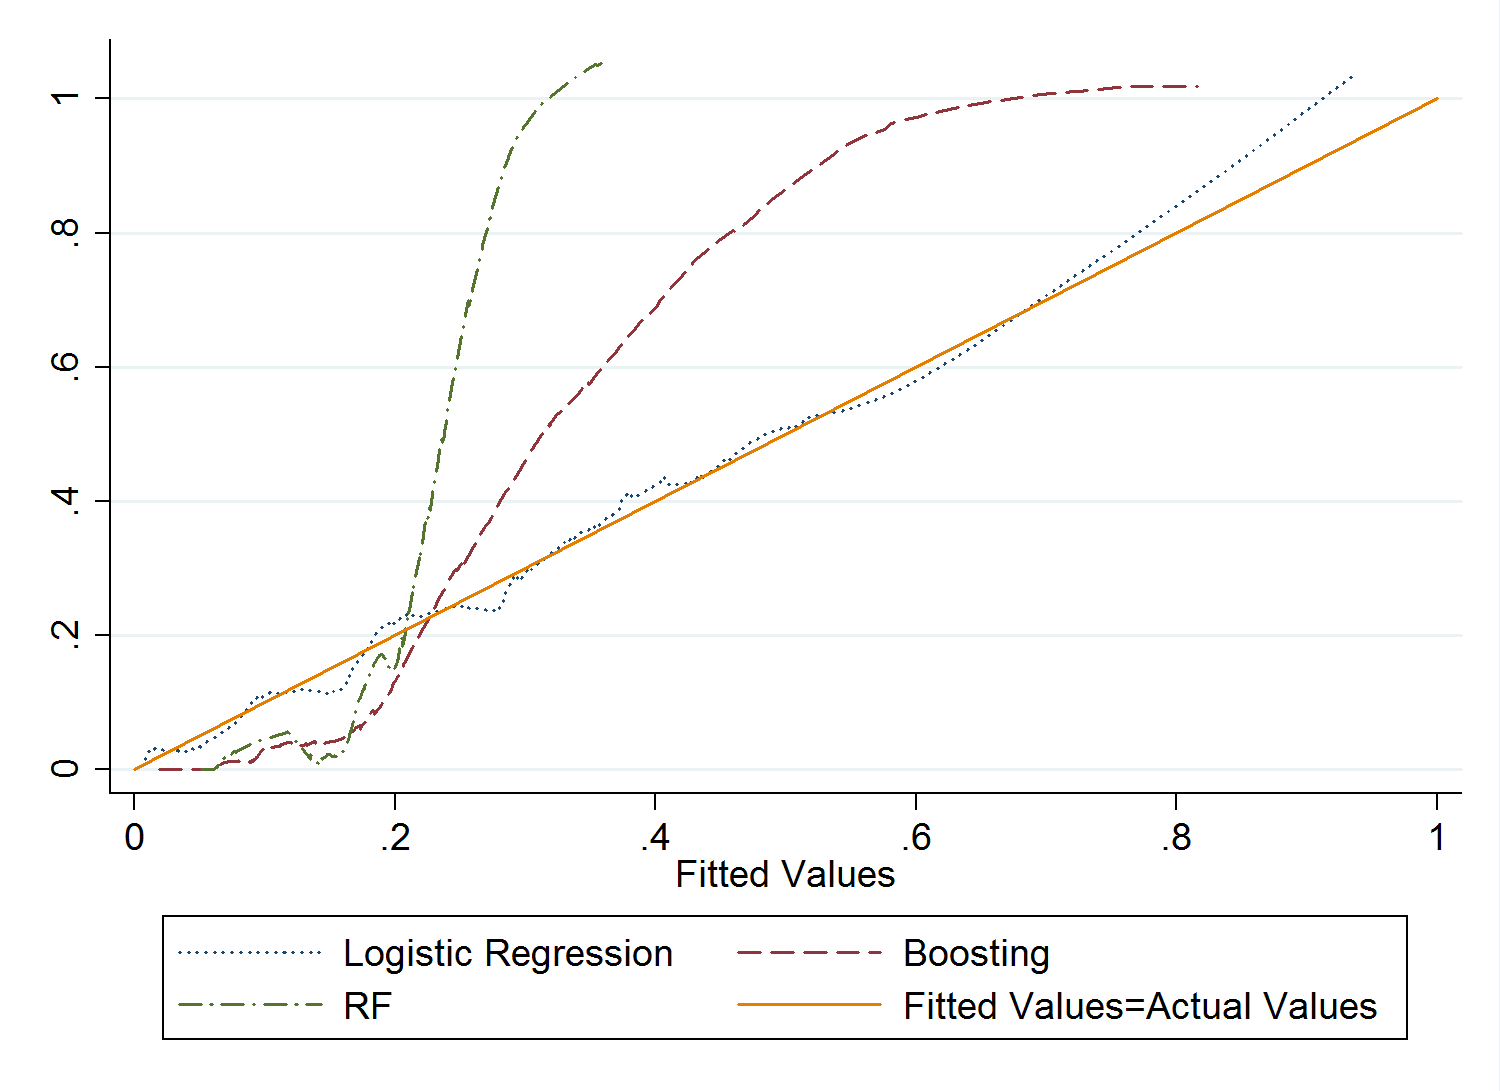 1
.8
.6
.4
.2
0
0 .2 .4 .6 .8 1
Fitted Values
Logistic Regression Boosting
RF Fitted Values=Actual Values